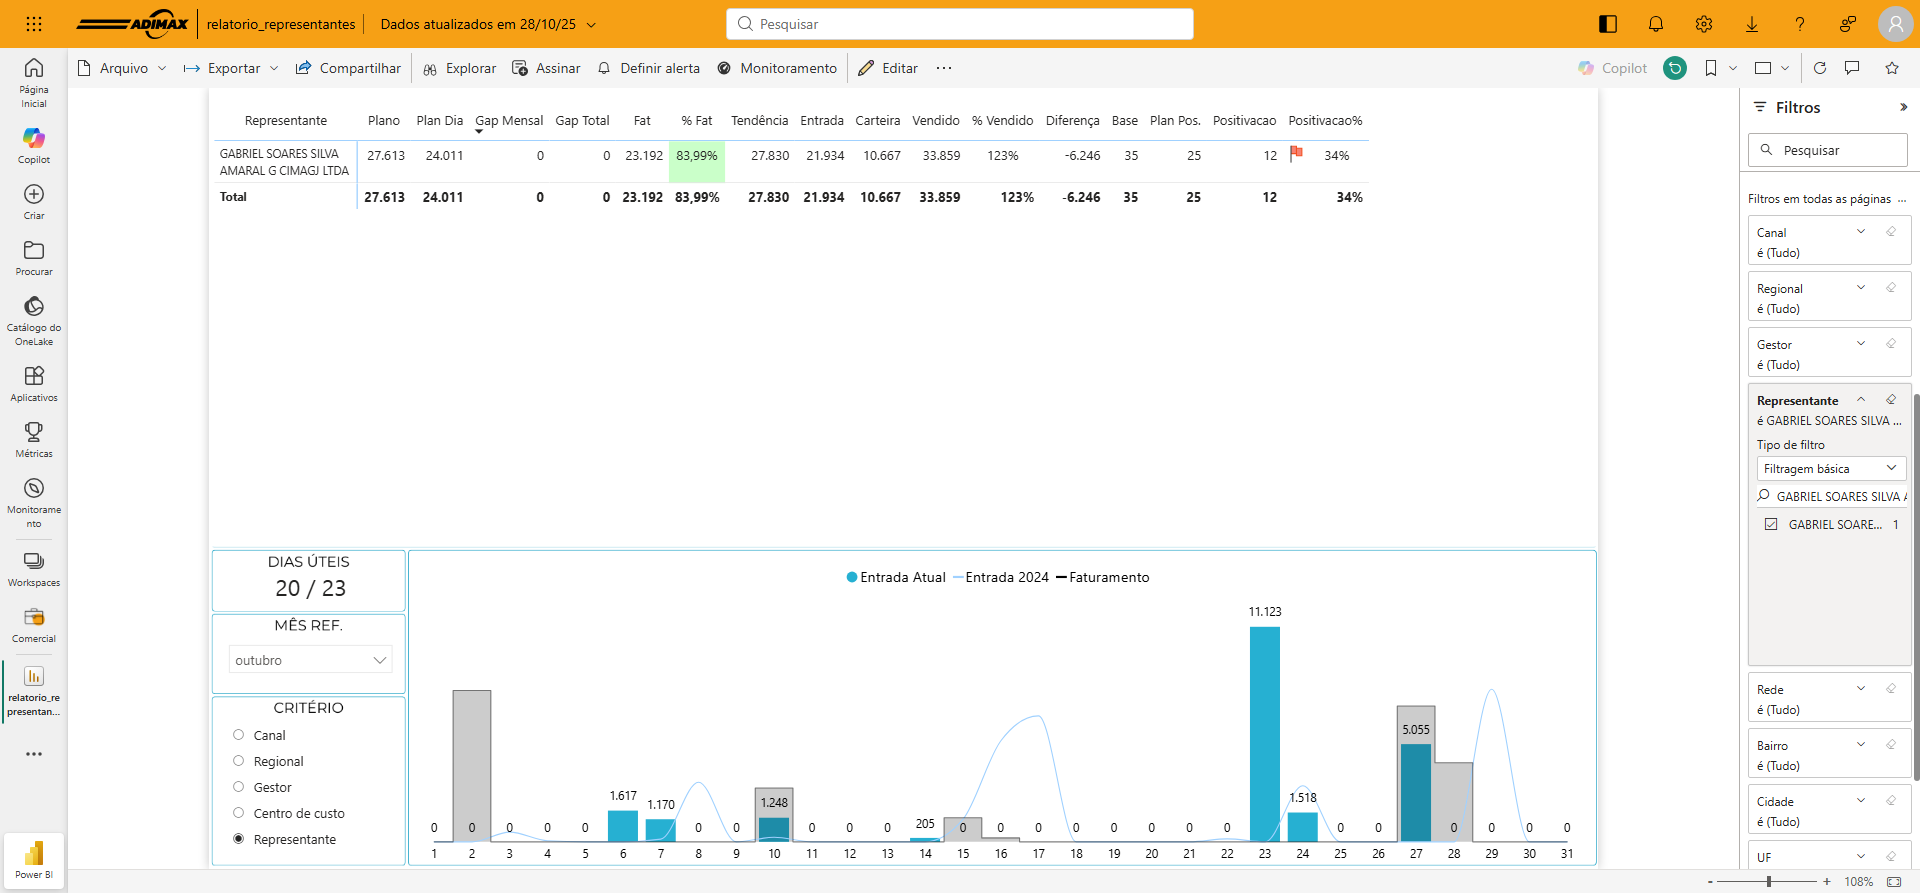 ADIMAX
relatorio_representantes
Dados atualizados em 28/10/25
Pesquisar
Arquivo
Exportar
Compartilhar
Explorar
Assinar
Definir alerta
Monitoramento
Editar
Copilot
Página Inicial
Copilot
Criar
Procurar
Catálogo do OneLake
Aplicativos
Métricas
Monitorame
nto
Workspaces
Comercial
relatorio_re
presentan...
Power BI
Representante Plano Plan Dia Gap Mensal Gap Total Fat % Fat Tendência Entrada Carteira Vendido % Vendido Diferença Base Plan Pos. Positivacao Positivacao%
GABRIEL SOARES SILVA 27.613 24.011 0 0 23.192 83,99% 27.830 21.934 10.667 33.859 123% -6.246 35 25 12 34%
AMARAL G CIMAGJ LTDA
Total 27.613 24.011 0 0 23.192 83,99% 27.830 21.934 10.667 33.859 123% -6.246 35 25 12 34%
DIAS ÚTEIS
20 / 23
MÊS REF.
outubro
CRITÉRIO
Canal
Regional
Gestor
Centro de custo
Representante
Entrada Atual Entrada 2024 Faturamento
11.123
5.055
1.617 1.170 1.248 1.518
205
0 0 0 0 0 0 0 0 0 0 0 0 0 0 0 0 0 0 0 0 0 0 0 0
1 2 3 4 5 6 7 8 9 10 11 12 13 14 15 16 17 18 19 20 21 22 23 24 25 26 27 28 29 30 31
Filtros
Pesquisar
Filtros em todas as páginas ...
Canal
é (Tudo)
Regional
é (Tudo)
Gestor
é (Tudo)
Representante
é GABRIEL SOARES SILVA ...
Tipo de filtro
Filtragem básica
GABRIEL SOARES SILVA A
GABRIEL SOARE... 1
Rede
é (Tudo)
Bairro
é (Tudo)
Cidade
é (Tudo)
UF
- + 108%